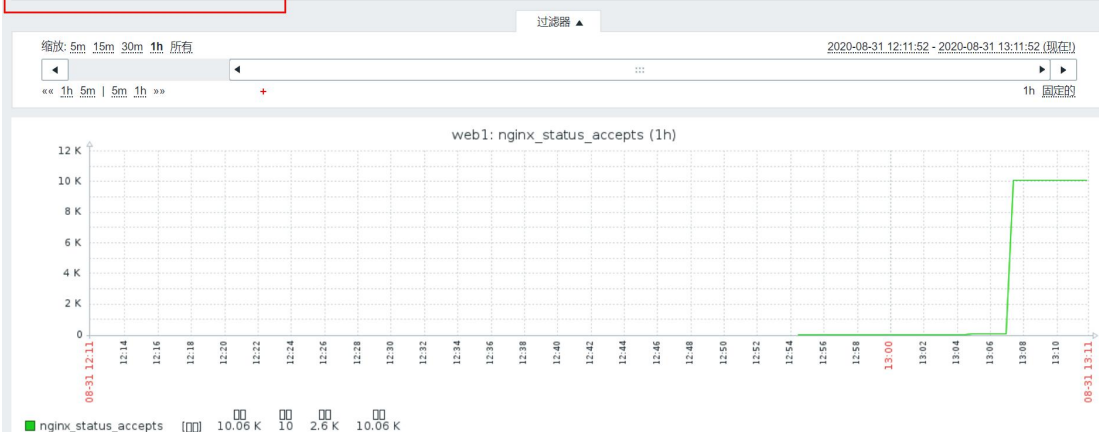 过滤器 ▲
缩放: 5m 15m 30m 1h 所有 2020-08-31 12:11:52 - 2020-08-31 13:11:52 (现在!)
«« 1h 5m | 5m 1h »» + 1h 固定的
web1: nginx_status_accepts (1h)
12 K
10 K
8 K
6 K
4 K
2 K
0
08-31 12:11 12:14 12:16 12:18 12:20 12:22 12:24 12:26 12:28 12:30 12:32 12:34 12:36 12:38 12:40 12:42 12:44 12:46 12:48 12:50 12:52 12:54 12:56 12:58 13:00 13:02 13:04 13:06 13:08 13:10 08-31 13:11
nginx_status_accepts [ ] 10.06 K 10 2.6 K 10.06 K